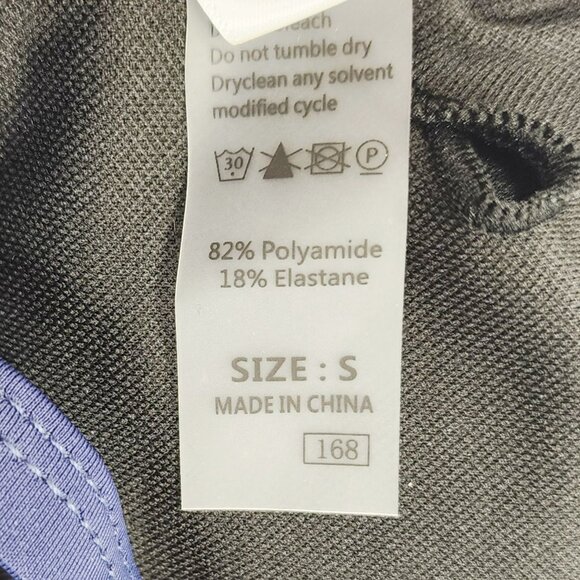 bleach
Do not tumble dry
Dryclean any solvent
modified cycle
30
P
82% Polyamide
18% Elastane
SIZE : S
MADE IN CHINA
168